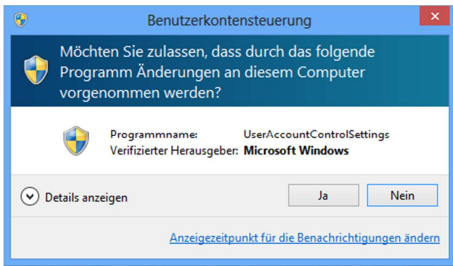 Benutzerkontensteuerung
Möchten Sie zulassen, dass durch das folgende
Programm Änderungen an diesem Computer
vorgenommen werden?
Programmname: UserAccountControlSettings
Verifizierter Herausgeber: Microsoft Windows
Details anzeigen Ja Nein
Anzeigezeitpunkt für die Benachrichtigungen ändern